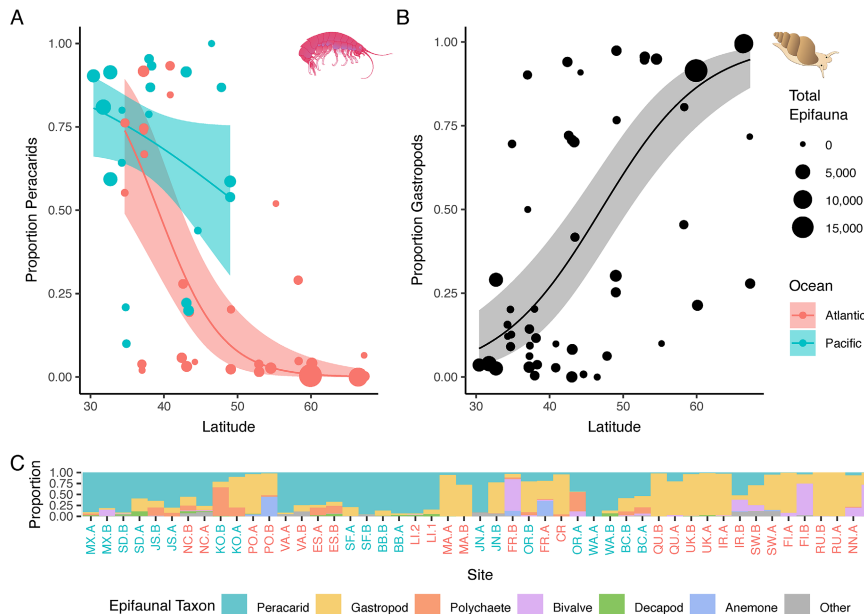 A
1.00
0.75
0.50
0.25
0.00
Proportion Peracarids
30 40 50 60
Latitude
B
1.00
0.75
0.50
0.25
0.00
Proportion Gastropods
30 40 50 60
Latitude
Total
Epifauna
0
5,000
10,000
15,000
Ocean
Atlantic
Pacific
C
Proportion
1.00
0.75
0.50
0.25
0.00
MX.A MX.B SD.B SD.A JS.B JS.A NC.B NC.A KO.B KO.A PO.A PO.B VA.A VA.B ES.A ES.B SF.A SF.B BB.B BB.A LI.2 LI.1 MA.A MA.B JN.A JN.B FR.B OR.B FR.A CR OR.A WA.A WA.B BC.B BC.A QU.B QU.A UK.B UK.A IR.A IR.B SW.B SW.A FI.A FI.B RU.B RU.A NN.A
Site
Epifaunal Taxon Peracarid Gastropod Polychaete Bivalve Decapod Anemone Other